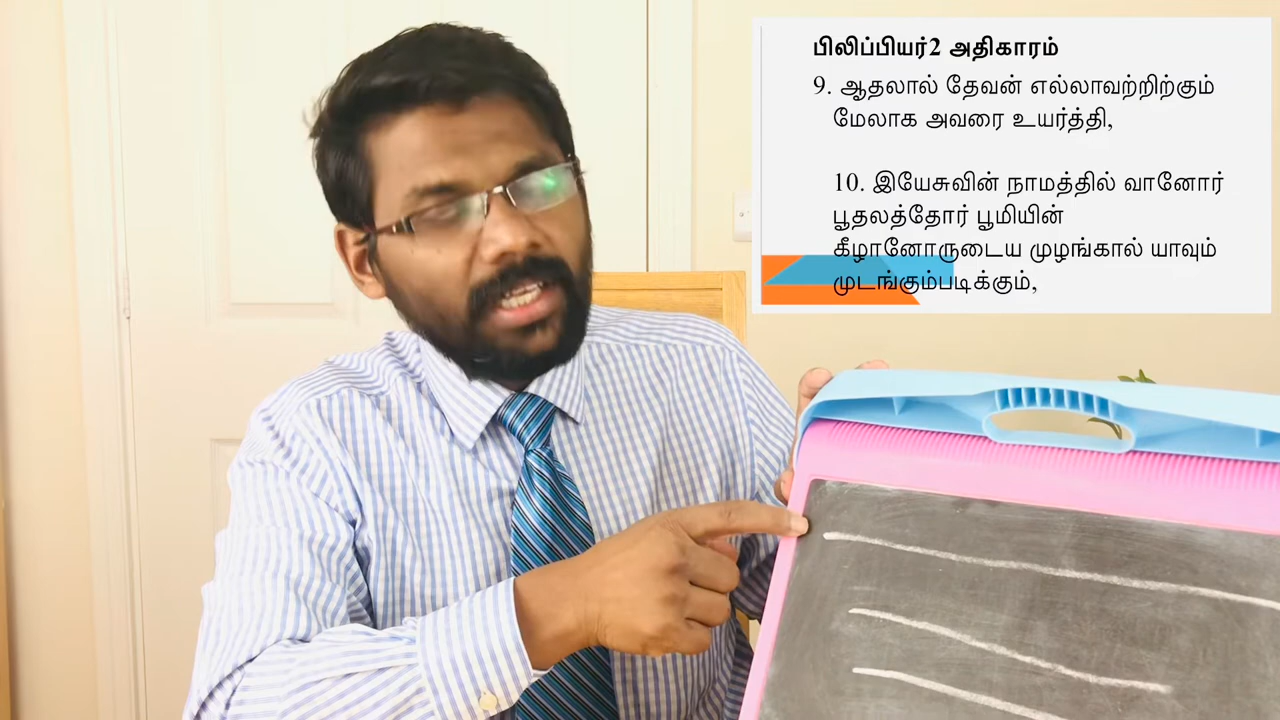 பிலிப்பியர்2 அதிகாரம்
9. ஆதலால் தேவன் எல்லாவற்றிற்கும்
மேலாக அவரை உயர்த்தி,
10. இயேசுவின் நாமத்தில் வானோர்
பூதலத்தோர் பூமியின்
கீழானோருடைய முழங்கால் யாவும்
முடங்கும்படிக்கும்,